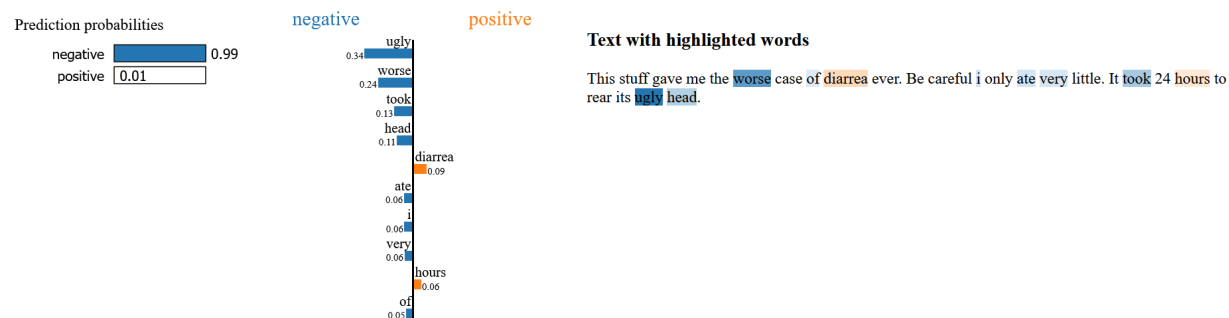 Prediction probabilities
negative 0.99
positive 0.01
negative positive
ugly
0.34
worse
0.24
took
0.13
head
0.11
diarrea
0.09
ate
0.06
i
0.06
very
0.06
hours
0.06
of
0.05
Text with highlighted words
This stuff gave me the worse case of diarrea ever. Be careful i only ate very little. It took 24 hours to
rear its ugly head.